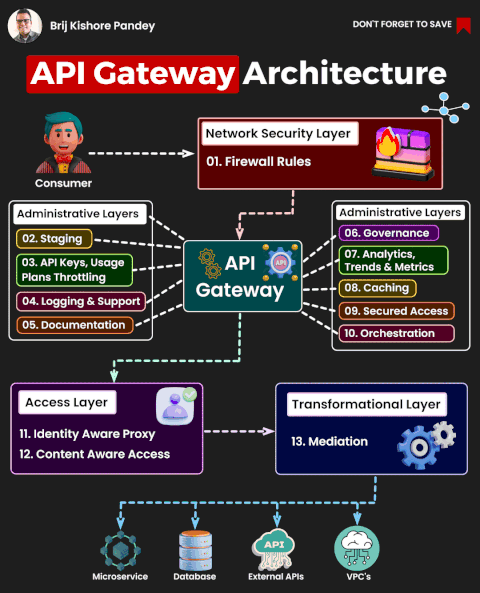 Brij Kishore Pandey
DON'T FORGET TO SAVE
API Gateway Architecture
Consumer
Network Security Layer
01. Firewall Rules
Administrative Layers
02. Staging
03. API Keys, Usage
Plans Throttling
04. Logging & Support
05. Documentation
API
Gateway
API
Administrative Layers
06. Governance
07. Analytics,
Trends & Metrics
08. Caching
09. Secured Access
10. Orchestration
Access Layer
11. Identity Aware Proxy
12. Content Aware Access
Transformational Layer
13. Mediation
Microservice
Database
API
External APIs
VPC's